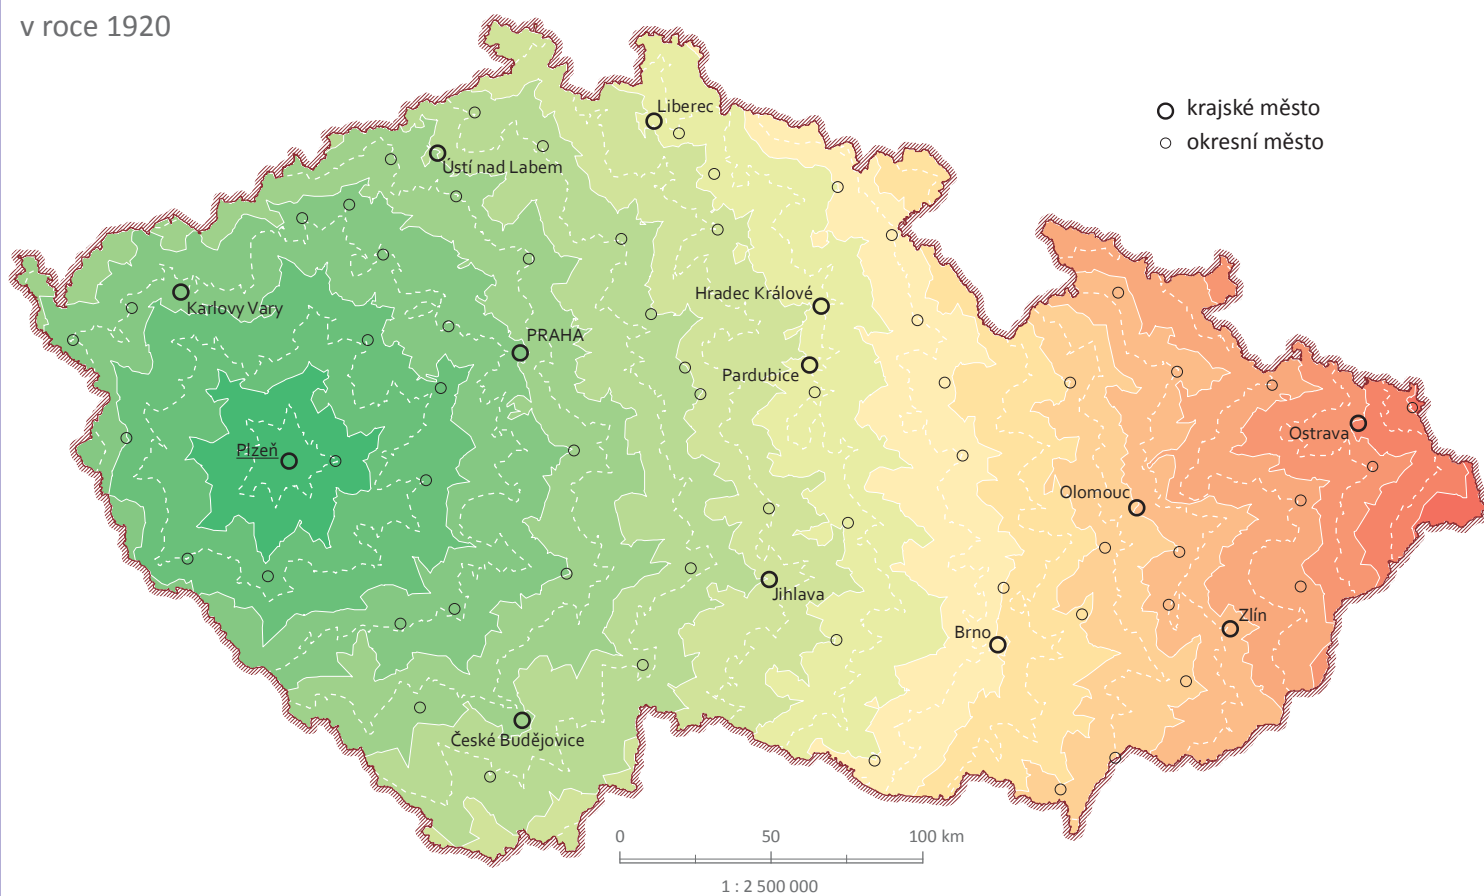 v roce 1920
krajské město
okresní město
Liberec
Ústí nad Labem
Karlovy Vary
Hradec Králové
PRAHA
Pardubice
Plzeň
Ostrava
Olomouc
Jihlava
Zlín
Brno
České Budějovice
0 50 100 km
1 : 2 500 000